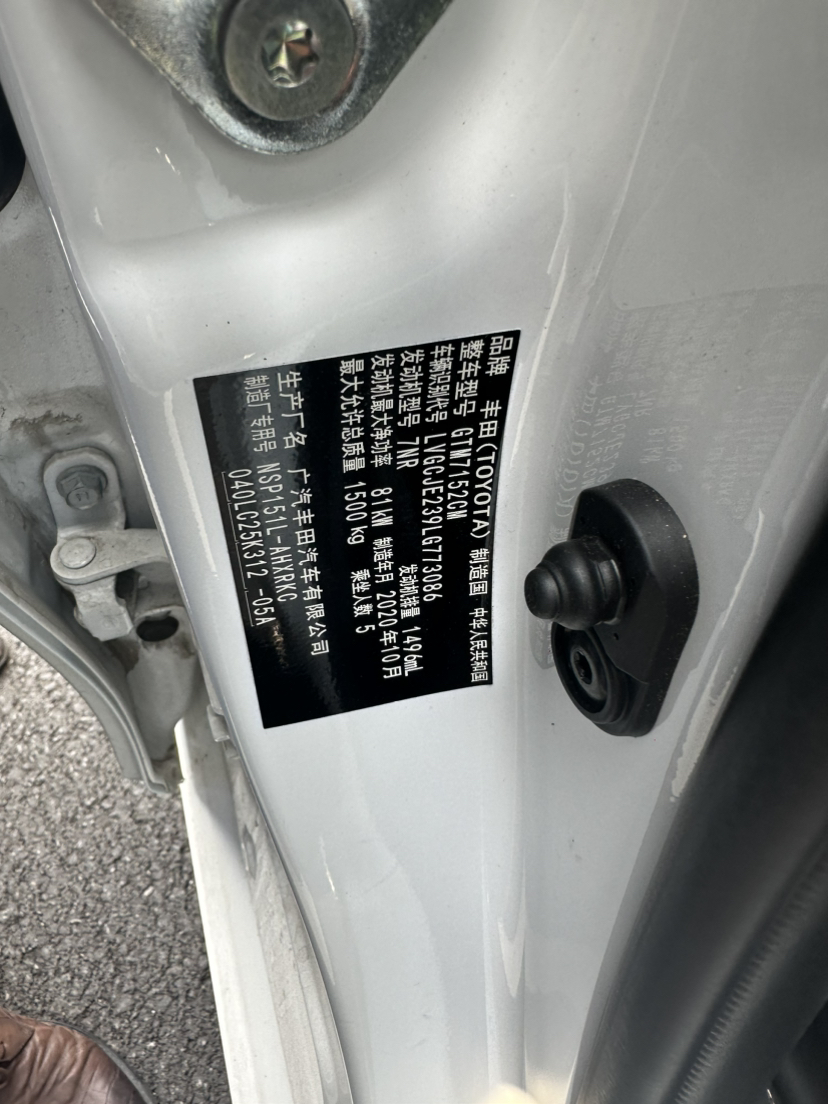 品牌 丰田(TOYOTA) 制造国 中华人民共和国
整车型号 GTM7152GM
车辆识别代号 LVGCJE239LG773086
发动机型号 7NR 发动机排量 1496mL
发动机最大净功率 81kW 制造年月 2020年10月
最大允许总质量 1500kg 乘坐人数 5
生产厂名 广汽丰田汽车有限公司
制造厂专用号 NSP151L-AHXRKC
040LG25K312 -05A